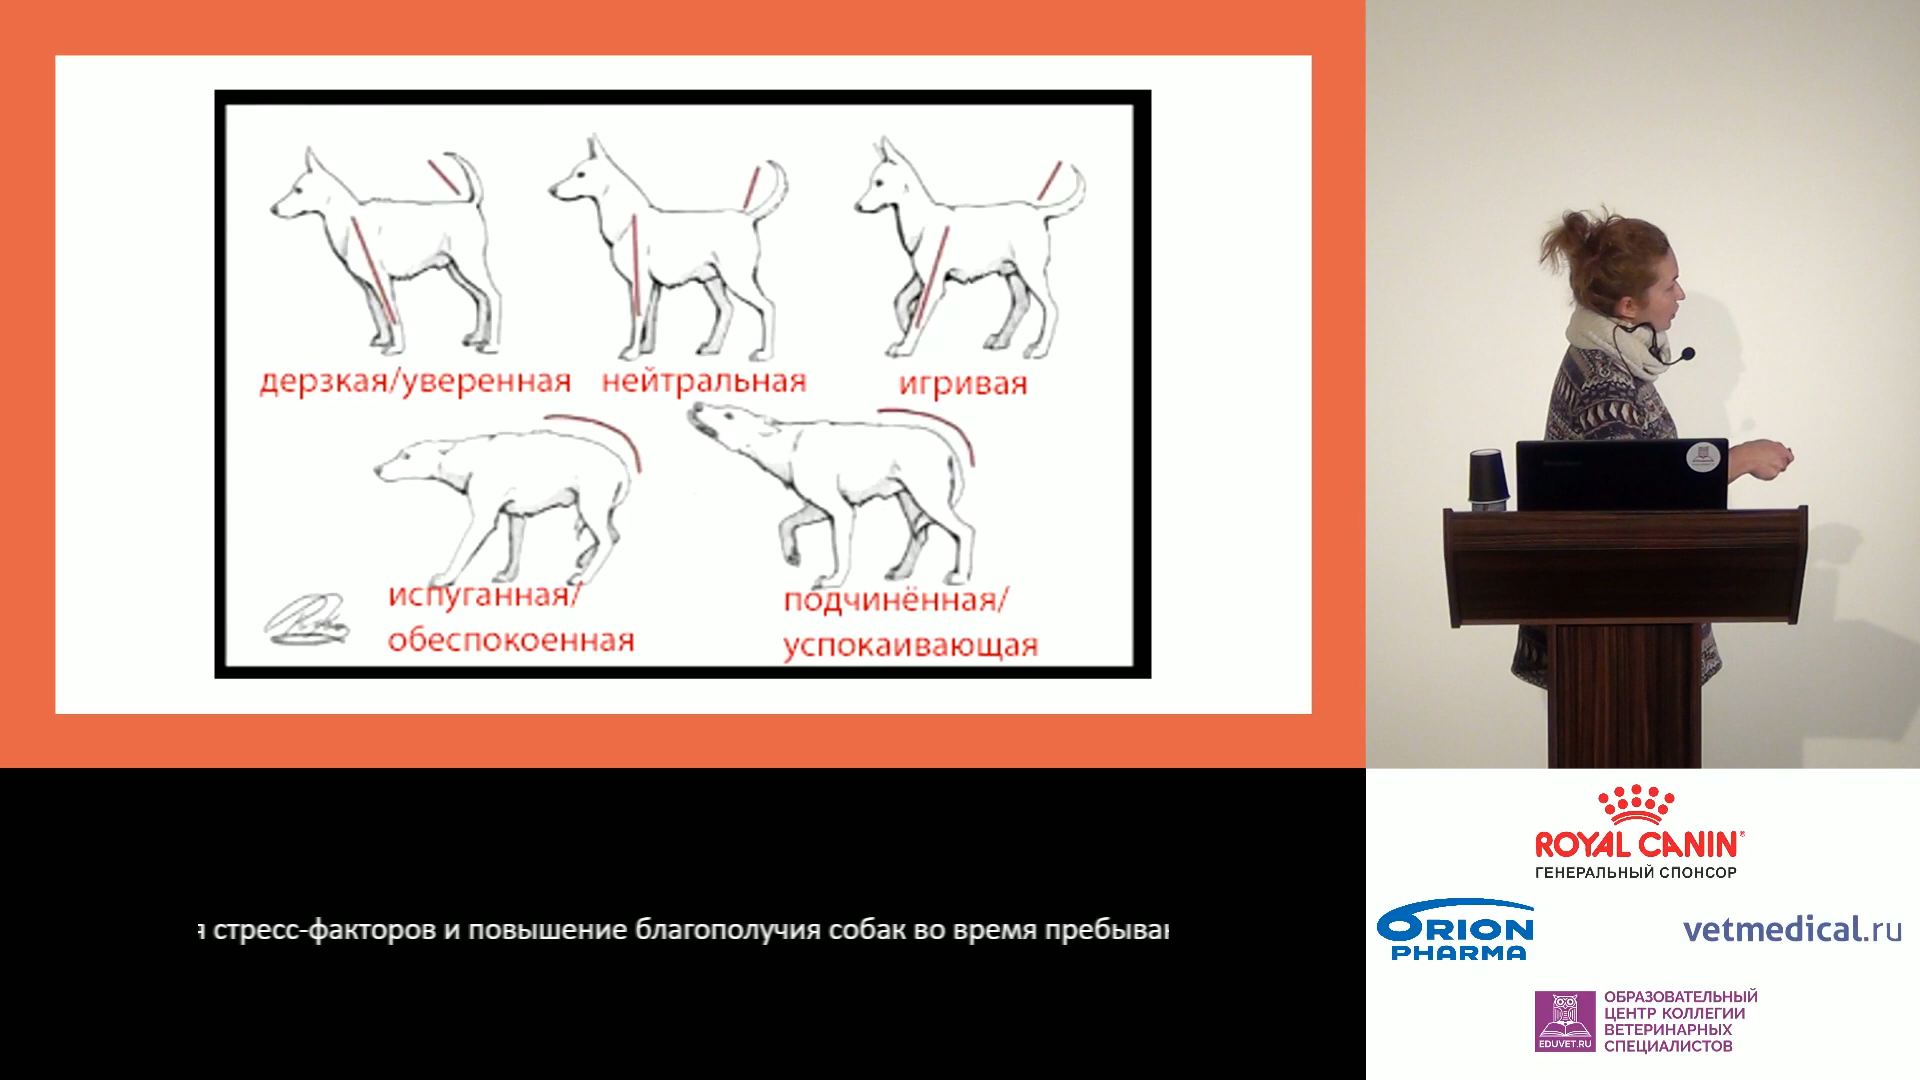 дерзкая/уверенная
нейтральная
игривая
испуганная/
обеспокоенная
подчинённая/
успокаивающая
я стресс-факторов и повышение благополучия собак во время
ROYAL CANIN
ГЕНЕРАЛЬНЫЙ СПОНСОР
ORION
PHARMA
vetmedical.ru
EDUVET.RU
ОБРАЗОВАТЕЛЬНЫЙ
ЦЕНТР КОЛЛЕГИИ
ВЕТЕРИНАРНЫХ
СПЕЦИАЛИСТОВ